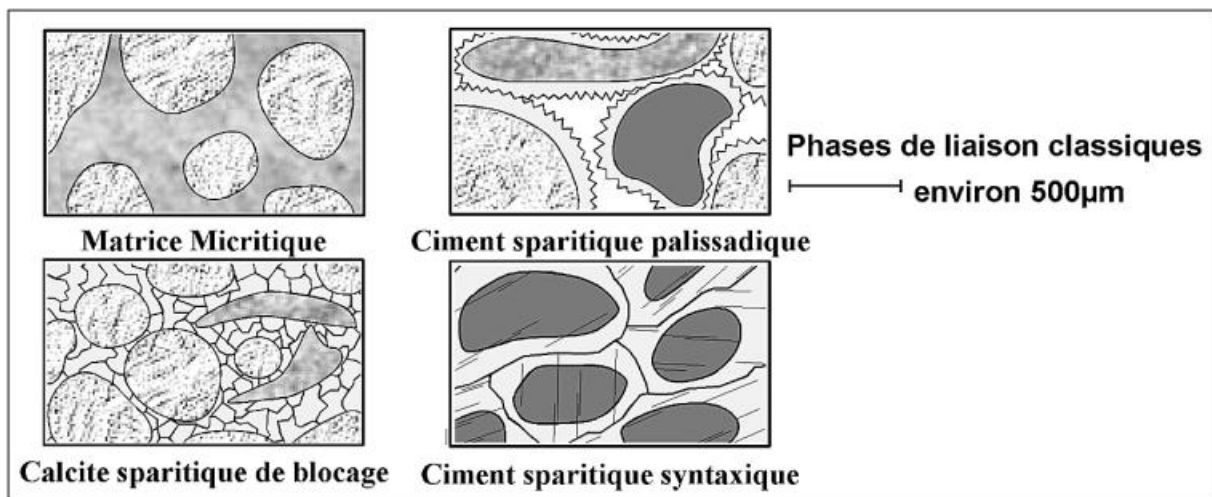 Matrice Micritique
Ciment sparitique palissadique
Phases de liaison classiques
environ 500µm
Calcite sparitique de blocage
Ciment sparitique syntaxique